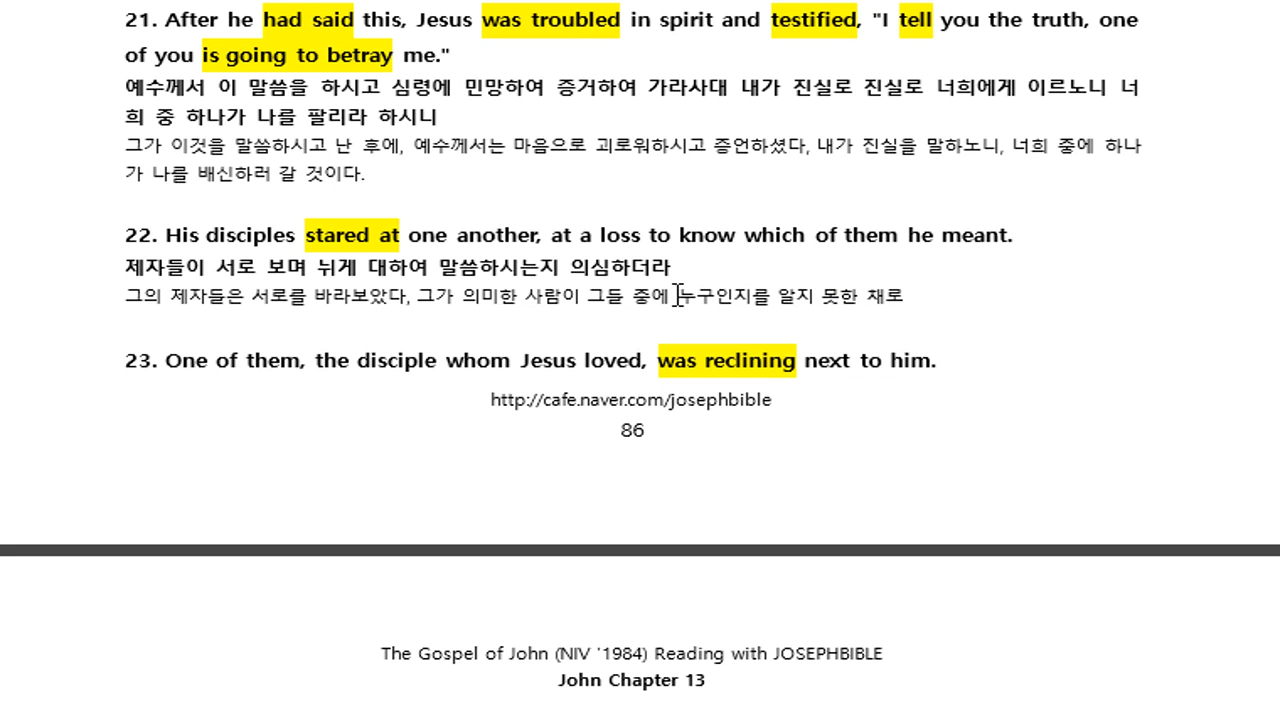 21. After he had said this, Jesus was troubled in spirit and testified, "I tell you the truth, one
of you is going to betray me."
예수께서 이 말씀을 하시고 심령에 민망하여 증거하여 가라사대 내가 진실로 진실로 너희에게 이르노니 너
희 중 하나가 나를 팔리라 하시니
그가 이것을 말씀하시고 난 후에, 예수께서는 마음으로 괴로워하시고 증언하셨다, 내가 진실을 말하노니, 너희 중에 하나
가 나를 배신하러 갈 것이다.
22. His disciples stared at one another, at a loss to know which of them he meant.
제자들이 서로 보며 뉘게 대하여 말씀하시는지 의심하더라
그의 제자들은 서로를 바라보았다, 그가 의미한 사람이 그들 중에 누구인지를 알지 못한 채로
23. One of them, the disciple whom Jesus loved, was reclining next to him.
http://cafe.naver.com/josephbible
86
The Gospel of John (NIV '1984) Reading with JOSEPHBIBLE
John Chapter 13